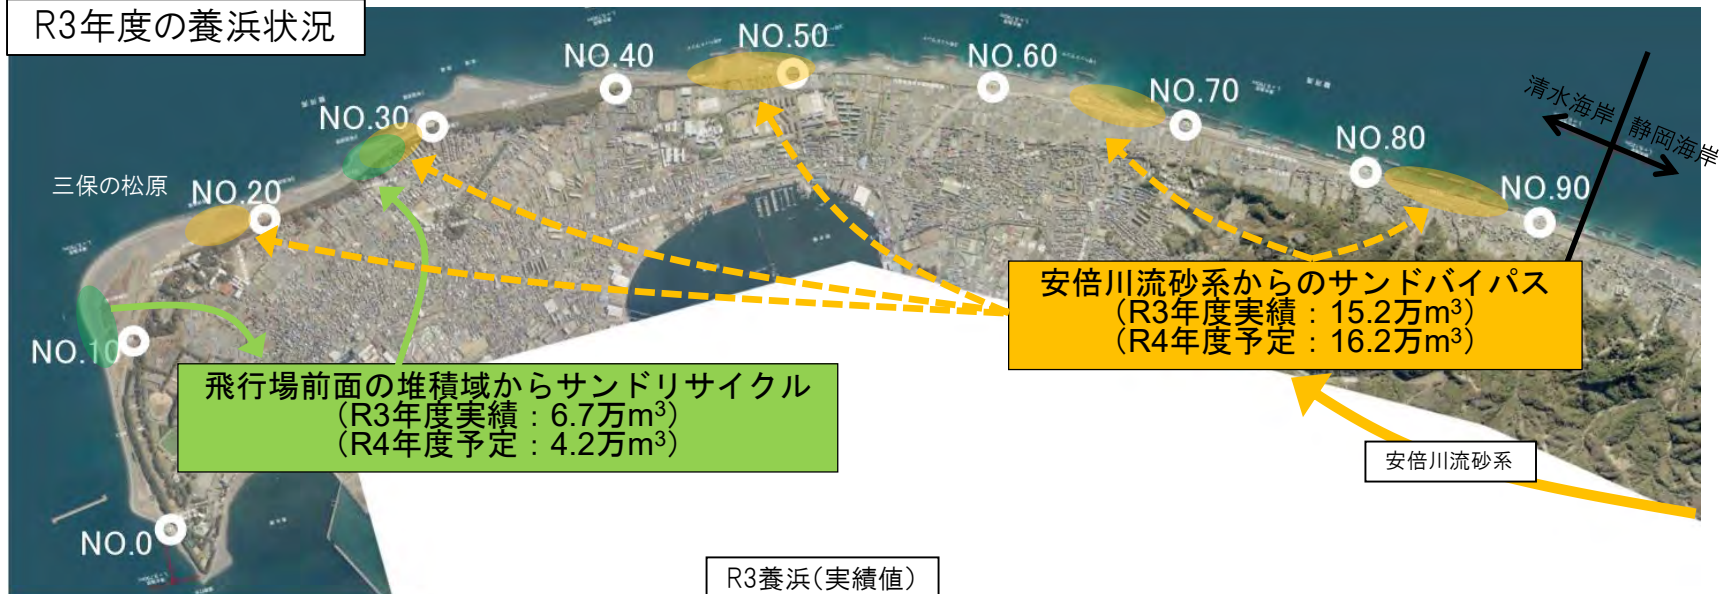 R3年度の養浜状況
NO.50
NO.40
NO.60
NO.30
NO.70
清水海岸
静岡海岸
NO.80
三保の松原
NO.20
NO.90
NO.10
安倍川流砂系からのサンドバイパス
（R3年度実績：15.2万m³）
（R4年度予定：16.2万m³）
飛行場前面の堆積域からサンドリサイクル
（R3年度実績：6.7万m³）
（R4年度予定：4.2万m³）
安倍川流砂系
NO.0
R3養浜（実績値）